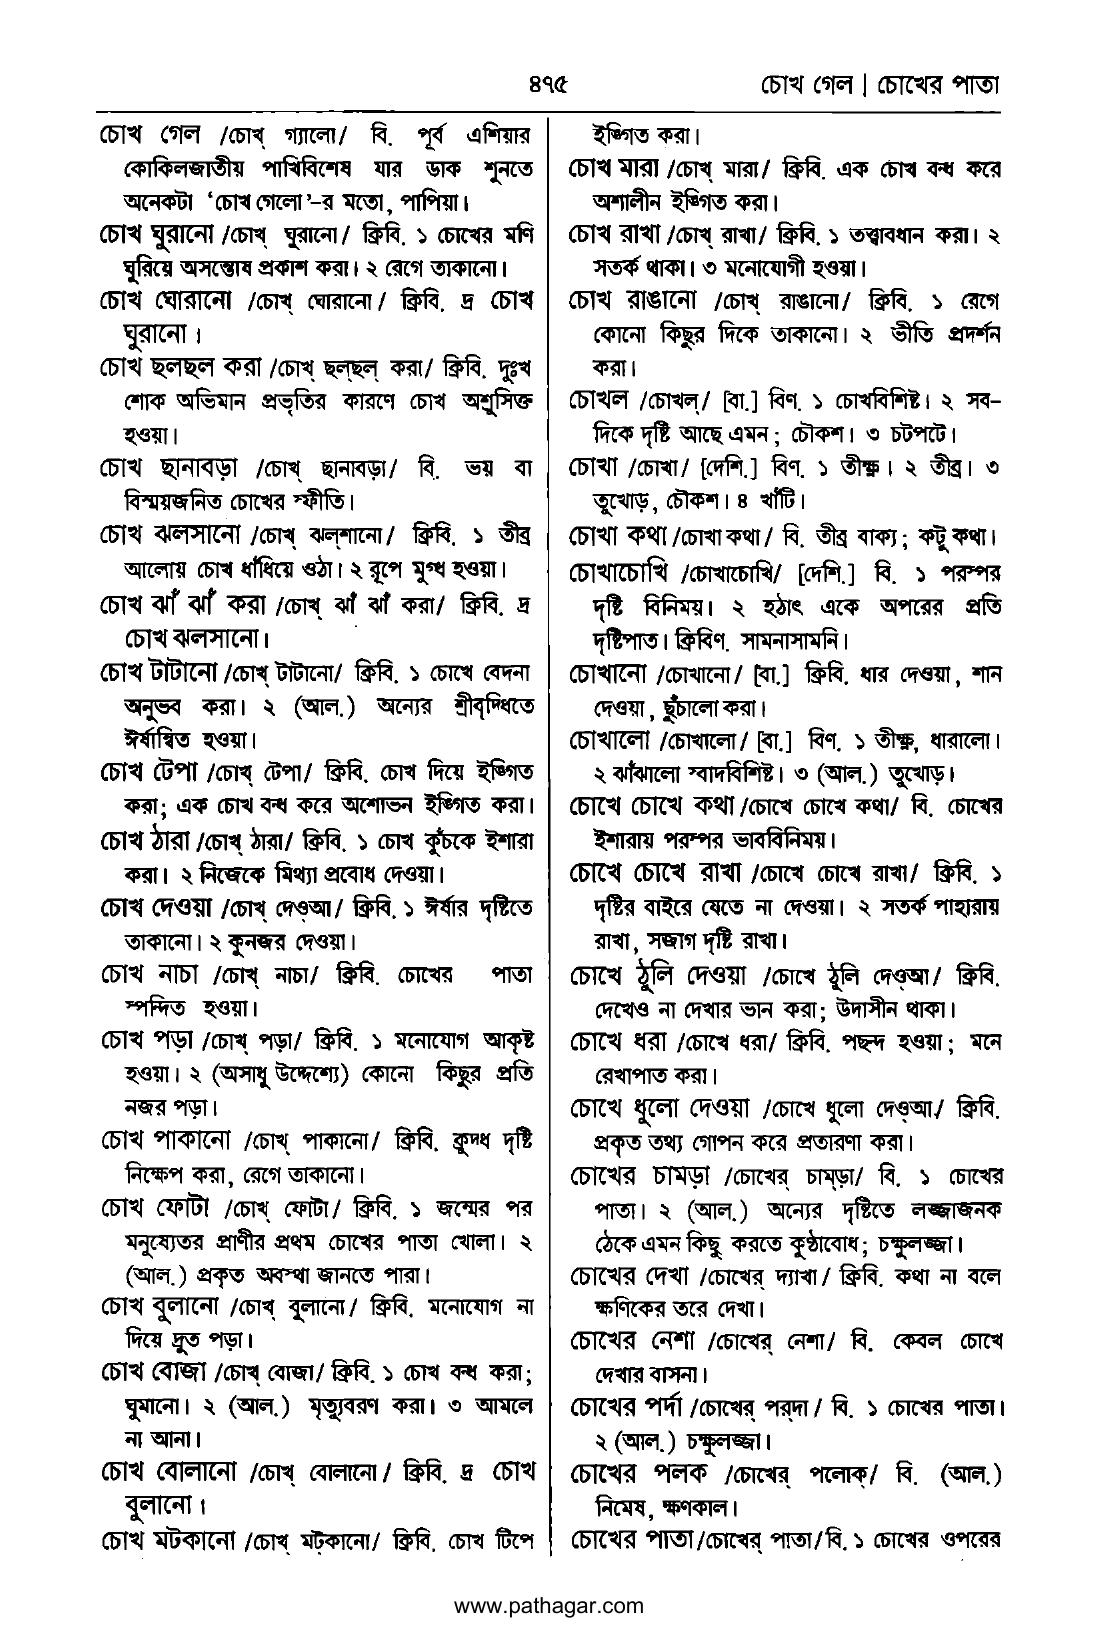 ৪৭৫
চোখ গেল | চোখের পাতা
চোখ গেল /চোখ্ গ্যালো/ বি. পূর্ব এশিয়ার
কোকিলজাতীয় পাখিবিশেষ যার ডাক শুনতে
অনেকটা ‘চোখ গেলো’-র মতো, পাপিয়া।
চোখ ঘুরানো /চোখ্ ঘুরানো/ ক্রিবি. ১ চোখের মণি
ঘুরিয়ে অসন্তোষ প্রকাশ করা। ২ রেগে তাকানো।
চোখ ঘোরানো /চোখ্ ঘোরানো/ ক্রিবি. দ্র চোখ
ঘুরানো।
চোখ ছলছল করা /চোখ্ ছল্‌ছল্ করা/ ক্রিবি. দুঃখ
শোক অভিমান প্রভৃতির কারণে চোখ অশ্রুসিক্ত
হওয়া।
চোখ ছানাবড়া /চোখ্ ছানাবড়া/ বি. ভয় বা
বিস্ময়জনিত চোখের স্ফীতি।
চোখ ঝলসানো /চোখ্ ঝল্‌শানো/ ক্রিবি. ১ তীব্র
আলোয় চোখ ধাঁধিয়ে ওঠা। ২ রূপে মুগ্ধ হওয়া।
চোখ ঝাঁ ঝাঁ করা /চোখ্ ঝাঁ ঝাঁ করা/ ক্রিবি. দ্র
চোখ ঝলসানো।
চোখ টাটানো /চোখ্ টাটানো/ ক্রিবি. ১ চোখে বেদনা
অনুভব করা। ২ (আল.) অন্যের শ্রীবৃদ্ধিতে
ঈর্ষান্বিত হওয়া।
চোখ টেপা /চোখ্ টেপা/ ক্রিবি. চোখ দিয়ে ইঙ্গিত
করা; এক চোখ বন্ধ করে অশোভন ইঙ্গিত করা।
চোখ ঠারা /চোখ্ ঠারা/ ক্রিবি. ১ চোখ কুঁচকে ইশারা
করা। ২ নিজেকে মিথ্যা প্রবোধ দেওয়া।
চোখ দেওয়া /চোখ্ দেও্আ/ ক্রিবি. ১ ঈর্ষার দৃষ্টিতে
তাকানো। ২ কুনজর দেওয়া।
চোখ নাচা /চোখ্ নাচা/ ক্রিবি. চোখের পাতা
স্পন্দিত হওয়া।
চোখ পড়া /চোখ্ পড়া/ ক্রিবি. ১ মনোযোগ আকৃষ্ট
হওয়া। ২ (অসাধু উদ্দেশ্যে) কোনো কিছুর প্রতি
নজর পড়া।
চোখ পাকানো /চোখ্ পাকানো/ ক্রিবি. ক্রুদ্ধ দৃষ্টি
নিক্ষেপ করা, রেগে তাকানো।
চোখ ফোটা /চোখ্ ফোটা/ ক্রিবি. ১ জন্মের পর
মনুষ্যেতর প্রাণীর প্রথম চোখের পাতা খোলা। ২
(আল.) প্রকৃত অবস্থা জানতে পারা।
চোখ বুলানো /চোখ্ বুলানো/ ক্রিবি. মনোযোগ না
দিয়ে দ্রুত পড়া।
চোখ বোজা /চোখ্ বোজা/ ক্রিবি. ১ চোখ বন্ধ করা;
ঘুমানো। ২ (আল.) মৃত্যুবরণ করা। ৩ আমলে
না আনা।
চোখ বোলানো /চোখ্ বোলানো/ ক্রিবি. দ্র চোখ
বুলানো।
চোখ মটকানো /চোখ্ মট্‌কানো/ ক্রিবি. চোখ টিপে
ইঙ্গিত করা।
চোখ মারা /চোখ্ মারা/ ক্রিবি. এক চোখ বন্ধ করে
অশালীন ইঙ্গিত করা।
চোখ রাখা /চোখ্ রাখা/ ক্রিবি. ১ তত্ত্বাবধান করা। ২
সতর্ক থাকা। ৩ মনোযোগী হওয়া।
চোখ রাঙানো /চোখ্ রাঙানো/ ক্রিবি. ১ রেগে
কোনো কিছুর দিকে তাকানো। ২ ভীতি প্রদর্শন
করা।
চোখল /চোখল্/ [বা.] বিণ. ১ চোখবিশিষ্ট। ২ সব-
দিকে দৃষ্টি আছে এমন; চৌকশ। ৩ চটপটে।
চোখা /চোখা/ [দেশি.] বিণ. ১ তীক্ষ্ণ। ২ তীব্র। ৩
তুখোড়, চৌকশ। ৪ খাঁটি।
চোখা কথা /চোখা কথা/ বি. তীব্র বাক্য; কটু কথা।
চোখাচোখি /চোখাচোখি/ [দেশি.] বি. ১ পরস্পর
দৃষ্টি বিনিময়। ২ হঠাৎ একে অপরের প্রতি
দৃষ্টিপাত। ক্রিবিণ. সামনাসামনি।
চোখানো /চোখানো/ [বা.] ক্রিবি. ধার দেওয়া, শান
দেওয়া, ছুঁচালো করা।
চোখালো /চোখালো/ [বা.] বিণ. ১ তীক্ষ্ণ, ধারালো।
২ ঝাঁঝালো স্বাদবিশিষ্ট। ৩ (আল.) তুখোড়।
চোখে চোখে কথা /চোখে চোখে কথা/ বি. চোখের
ইশারায় পরস্পর ভাববিনিময়।
চোখে চোখে রাখা /চোখে চোখে রাখা/ ক্রিবি. ১
দৃষ্টির বাইরে যেতে না দেওয়া। ২ সতর্ক পাহারায়
রাখা, সজাগ দৃষ্টি রাখা।
চোখে ঠুলি দেওয়া /চোখে ঠুলি দেও্আ/ ক্রিবি.
দেখেও না দেখার ভান করা; উদাসীন থাকা।
চোখে ধরা /চোখে ধরা/ ক্রিবি. পছন্দ হওয়া; মনে
রেখাপাত করা।
চোখে ধুলো দেওয়া /চোখে ধুলো দেও্আ/ ক্রিবি.
প্রকৃত তথ্য গোপন করে প্রতারণা করা।
চোখের চামড়া /চোখের্ চাম্‌ড়া/ বি. ১ চোখের
পাতা। ২ (আল.) অন্যের দৃষ্টিতে লজ্জাজনক
ঠেকে এমন কিছু করতে কুণ্ঠাবোধ; চক্ষুলজ্জা।
চোখের দেখা /চোখের্ দ্যাখা/ ক্রিবি. কথা না বলে
ক্ষণিকের তরে দেখা।
চোখের নেশা /চোখের্ নেশা/ বি. কেবল চোখে
দেখার বাসনা।
চোখের পর্দা /চোখের্ পর্‌দা/ বি. ১ চোখের পাতা।
২ (আল.) চক্ষুলজ্জা।
চোখের পলক /চোখের্ পলোক্/ বি. (আল.)
নিমেষ, ক্ষণকাল।
চোখের পাতা /চোখের্ পাতা/ বি. ১ চোখের ওপরের
www.pathagar.com